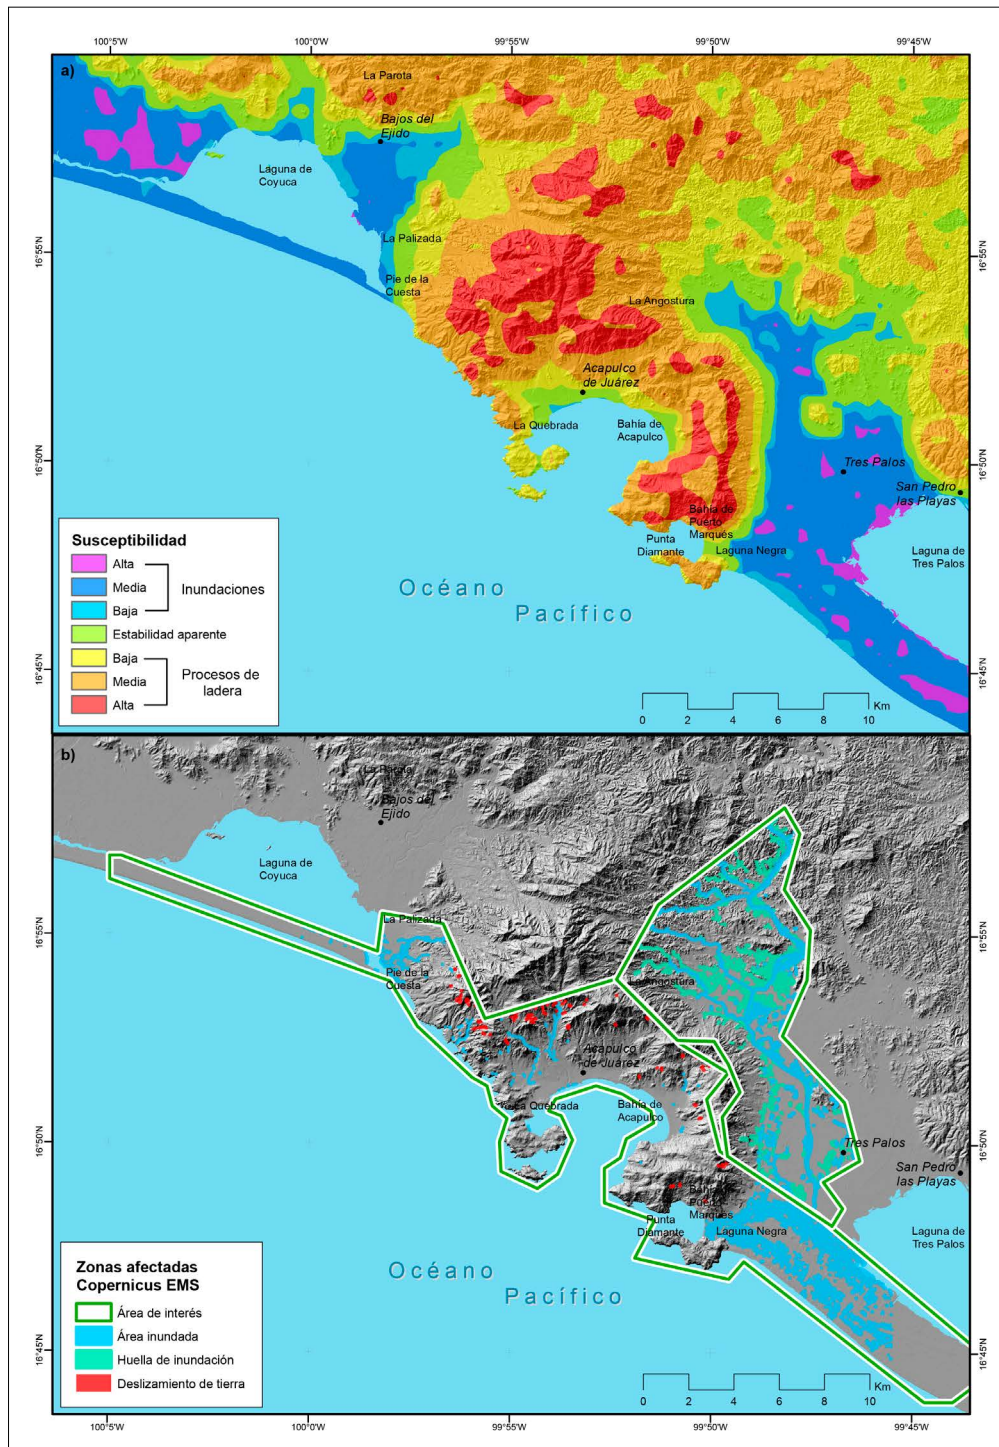 100°5'W 100°0'W 99°55'W 99°50'W 99°45'W
a)
La Parota
Bajos del
Ejido
Laguna de
Coyuca
16°55'N
16°55'N
La Palizada
Pie de la
Cuesta
La Angostura
Acapulco
de Juárez
La Quebrada
Bahía de
Acapulco
16°50'N
16°50'N
Tres Palos
San Pedro
las Playas
Bahía de
Puerto
Marqués
Punta
Diamante
Laguna Negra
Laguna de
Tres Palos
Océano
Pacífico
16°45'N
16°45'N
Susceptibilidad
Alta
Media
Baja
Inundaciones
Estabilidad aparente
Baja
Media
Alta
Procesos de
ladera
Km
0 2 4 6 8 10
b)
La Parota
Bajos del
Ejido
Laguna de
Coyuca
16°55'N
16°55'N
La Palizada
Pie de la
Cuesta
La Angostura
Acapulco
de Juárez
La Quebrada
Bahía de
Acapulco
16°50'N
16°50'N
Tres Palos
San Pedro
las Playas
Bahía de
Puerto
Marqués
Punta
Diamante
Laguna Negra
Laguna de
Tres Palos
Océano
Pacífico
16°45'N
16°45'N
Zonas afectadas
Copernicus EMS
Área de interés
Área inundada
Huella de inundación
Deslizamiento de tierra
Km
0 2 4 6 8 10
100°5'W 100°0'W 99°55'W 99°50'W 99°45'W